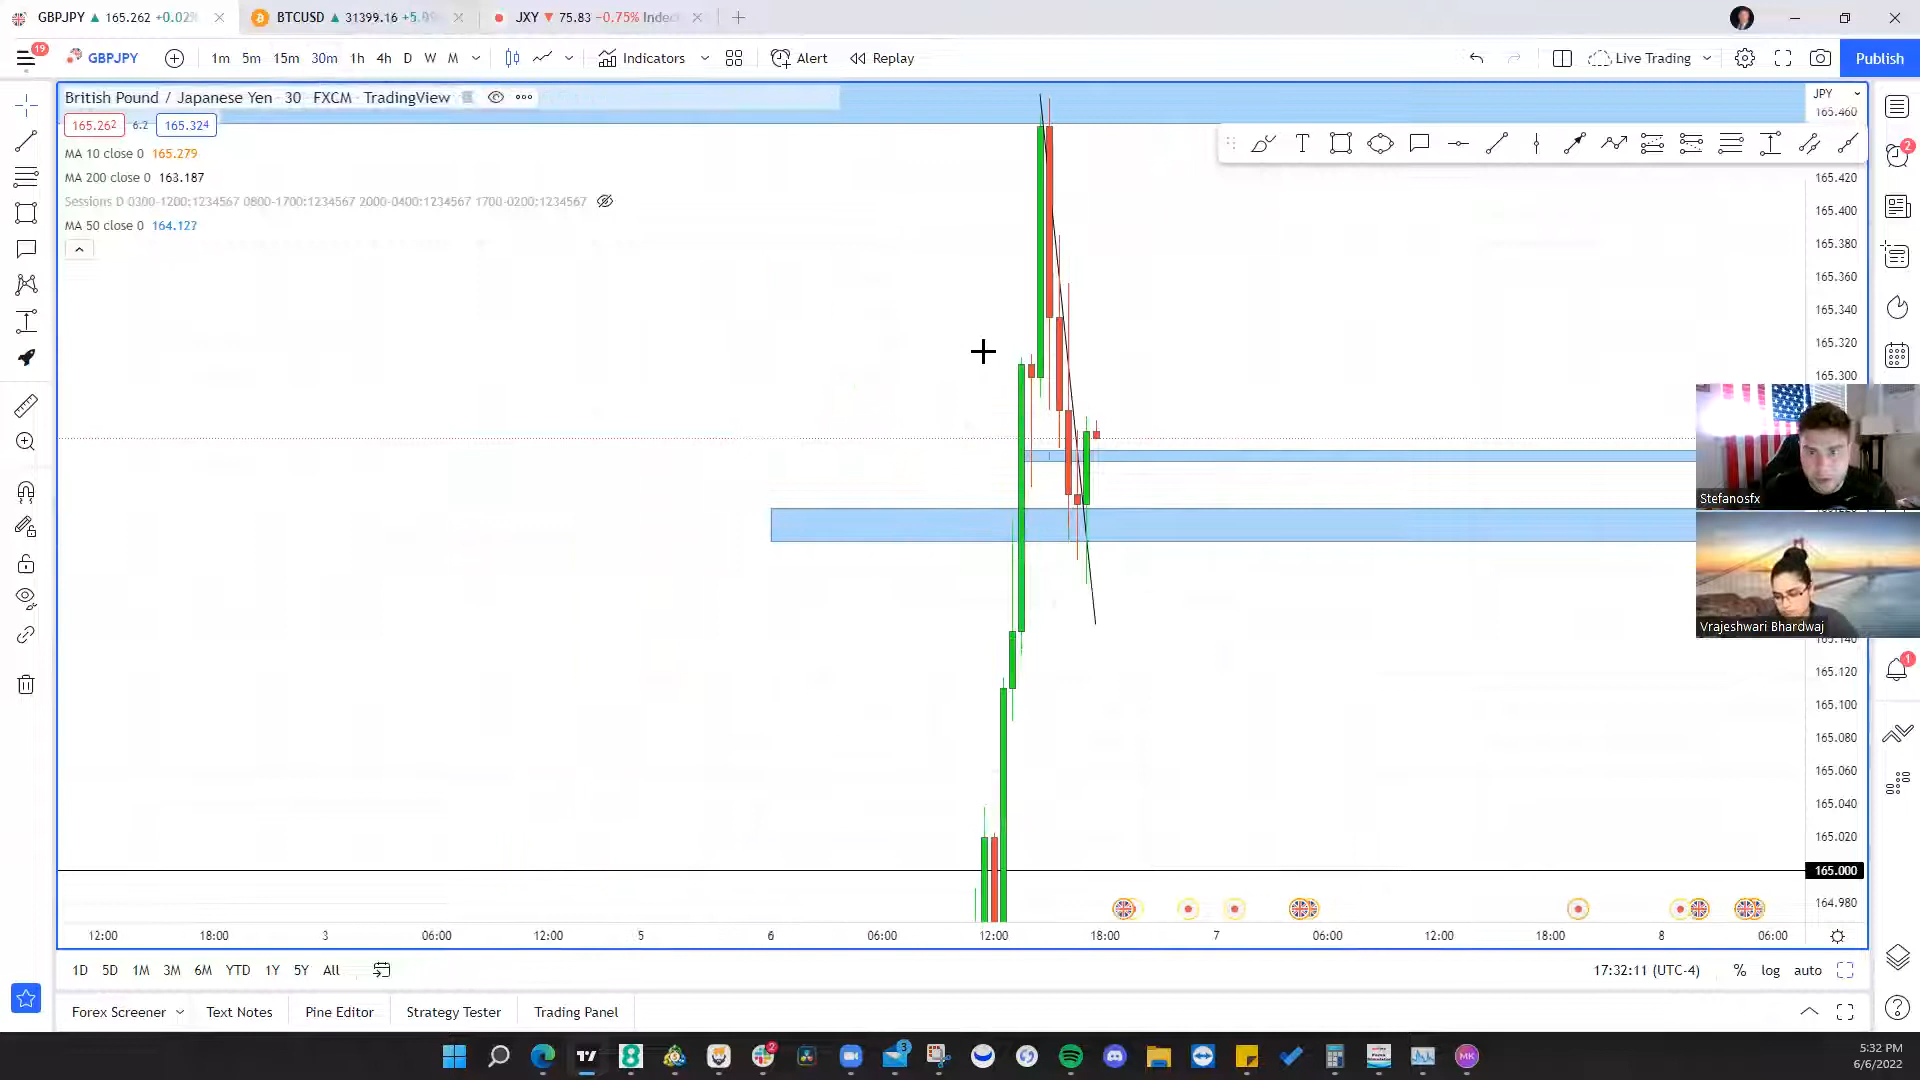 GBPJPY ▲ 165.262 +0.02%
BTCUSD ▲ 31399.16
JXY ▼ 75.83 −0.75% Index
19
GBPJPY
1m 5m 15m 30m 1h 4h D W M
Indicators
Alert
Replay
Live Trading
Publish
British Pound / Japanese Yen · 30 · FXCM · TradingView
165.262 6.2 165.324
MA 10 close 0 165.279
MA 200 close 0 163.187
Sessions D 0300-1200:1234567 0800-1700:1234567 2000-0400:1234567 1700-0200:1234567
MA 50 close 0 164.127
JPY
165.460
165.420
165.400
165.380
165.360
165.340
165.320
165.300
165.120
165.100
165.080
165.060
165.040
165.020
165.000
164.980
2
1
Stefanosfx
Vrajeshwari Bhardwaj
12:00 18:00 3 06:00 12:00 5 6 06:00 12:00 18:00 7 06:00 12:00 18:00 8 06:00
1D 5D 1M 3M 6M YTD 1Y 5Y All
17:32:11 (UTC-4) % log auto
Forex Screener Text Notes Pine Editor Strategy Tester Trading Panel
2
3
MK
5:32 PM
6/6/2022